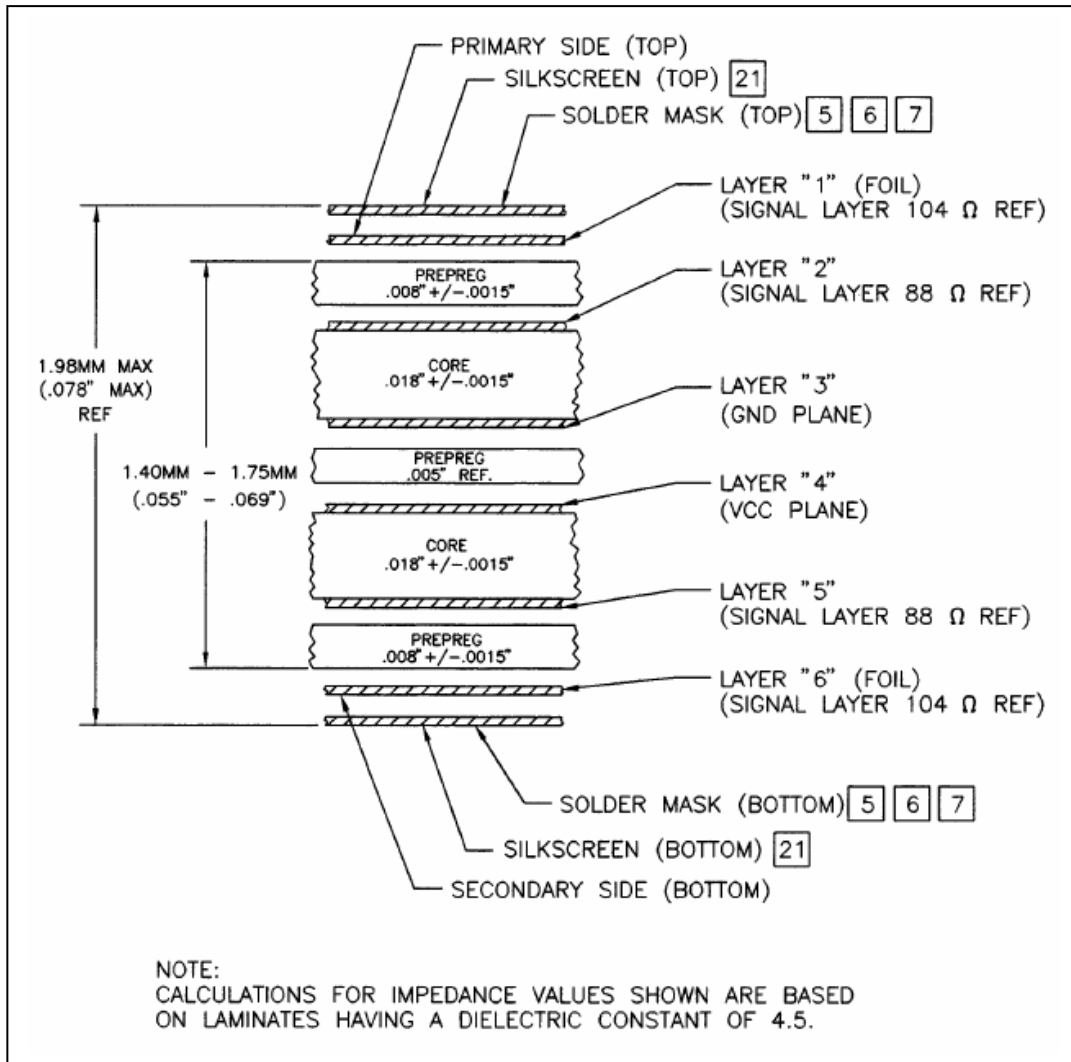 PRIMARY SIDE (TOP)
SILKSCREEN (TOP) 21
SOLDER MASK (TOP) 5 6 7
LAYER "1" (FOIL)
(SIGNAL LAYER 104 Ω REF)
PREPREG
.008"+/-.0015"
LAYER "2"
(SIGNAL LAYER 88 Ω REF)
1.98MM MAX
(.078" MAX)
REF
CORE
.018"+/-.0015"
LAYER "3"
(GND PLANE)
1.40MM - 1.75MM
(.055" - .069")
PREPREG
.005" REF.
LAYER "4"
(VCC PLANE)
CORE
.018"+/-.0015"
LAYER "5"
(SIGNAL LAYER 88 Ω REF)
PREPREG
.008"+/-.0015"
LAYER "6" (FOIL)
(SIGNAL LAYER 104 Ω REF)
SOLDER MASK (BOTTOM) 5 6 7
SILKSCREEN (BOTTOM) 21
SECONDARY SIDE (BOTTOM)
NOTE:
CALCULATIONS FOR IMPEDANCE VALUES SHOWN ARE BASED
ON LAMINATES HAVING A DIELECTRIC CONSTANT OF 4.5.